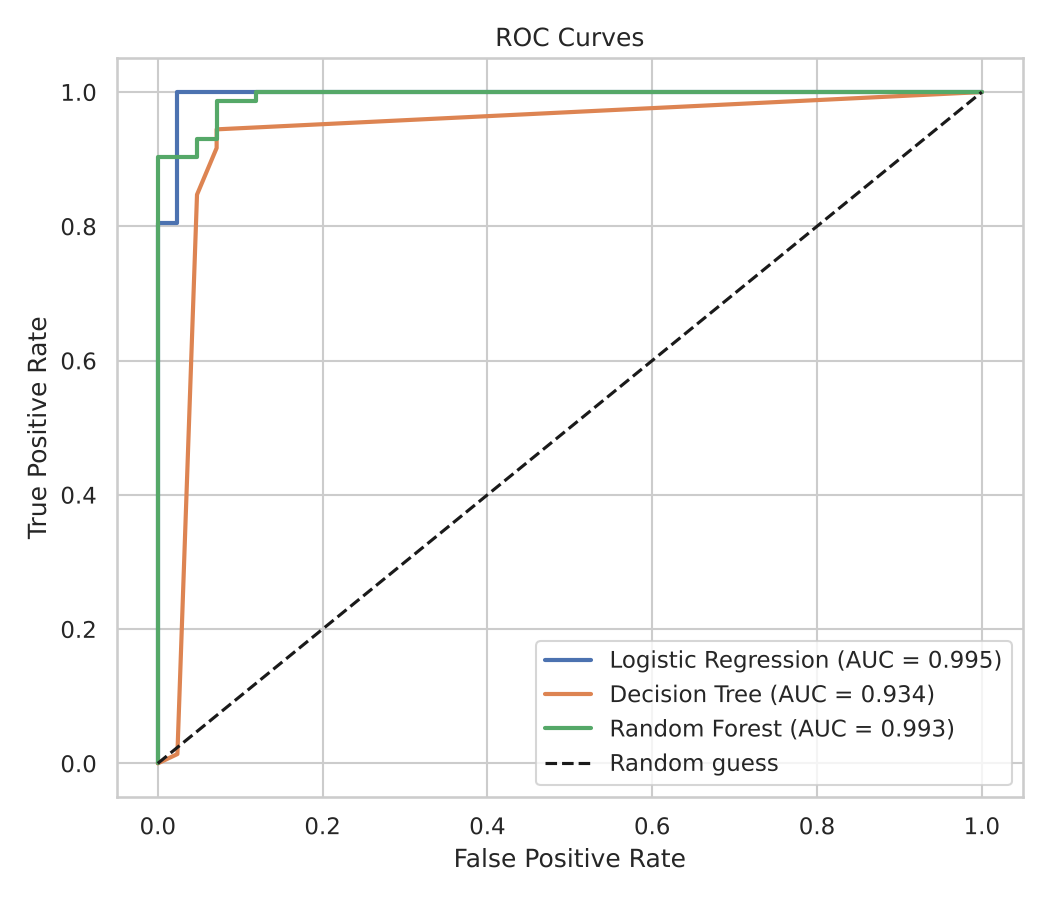 ROC Curves
1.0
0.8
0.6
0.4
0.2
0.0
True Positive Rate
Logistic Regression (AUC = 0.995)
Decision Tree (AUC = 0.934)
Random Forest (AUC = 0.993)
Random guess
0.0 0.2 0.4 0.6 0.8 1.0
False Positive Rate